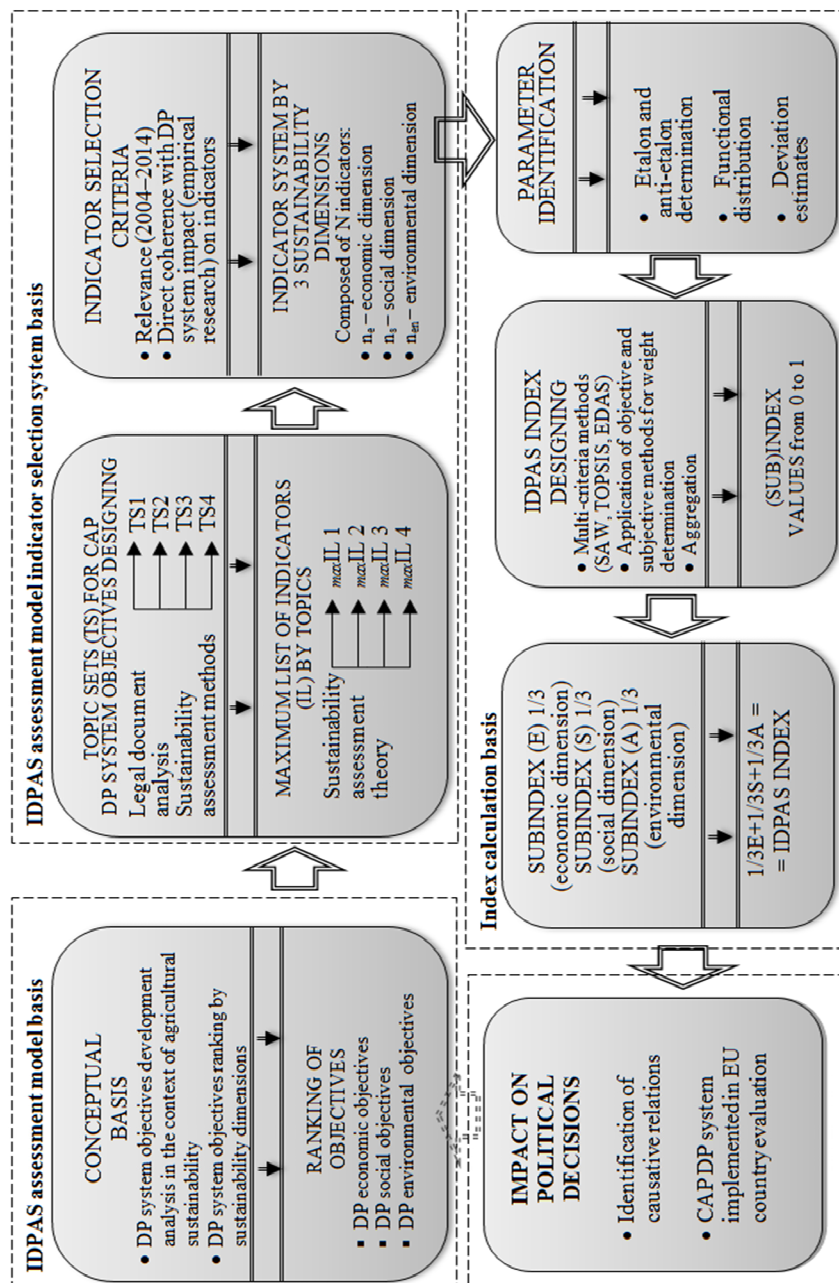 IDPAS assessment model basis
CONCEPTUAL
BASIS
• DP system objectives development
analysis in the context of agricultural
sustainability
• DP system objectives ranking by
sustainability dimensions
RANKING OF
OBJECTIVES
▪ DP economic objectives
▪ DP social objectives
▪ DP environmental objectives
IDPAS assessment model indicator selection system basis
TOPIC SETS (TS) FOR CAP
DP SYSTEM OBJECTIVES DESIGNING
Legal document
analysis
Sustainability
assessment methods
TS1
TS2
TS3
TS4
MAXIMUM LIST OF INDICATORS
(IL) BY TOPICS
Sustainability
assessment
theory
maxIL 1
maxIL 2
maxIL 3
maxIL 4
INDICATOR SELECTION
CRITERIA
• Relevance (2004–2014)
• Direct coherence with DP
system impact (empirical
research) on indicators
INDICATOR SYSTEM BY
3 SUSTAINABILITY
DIMENSIONS
Composed of N indicators:
• ne – economic dimension
• ns – social dimension
• nen – environmental dimension
PARAMETER
IDENTIFICATION
• Etalon and
anti-etalon
determination
• Functional
distribution
• Deviation
estimates
IDPAS INDEX
DESIGNING
• Multi-criteria methods
(SAW, TOPSIS, EDAS)
• Application of objective and
subjective methods for weight
determination
• Aggregation
(SUB)INDEX
VALUES from 0 to 1
Index calculation basis
SUBINDEX (E) 1/3
(economic dimension)
SUBINDEX (S) 1/3
(social dimension)
SUBINDEX (A) 1/3
(environmental
dimension)
1/3E+1/3S+1/3A =
= IDPAS INDEX
IMPACT ON
POLITICAL
DECISIONS
• Identification of
causative relations
• CAP DP system
implemented in EU
country evaluation